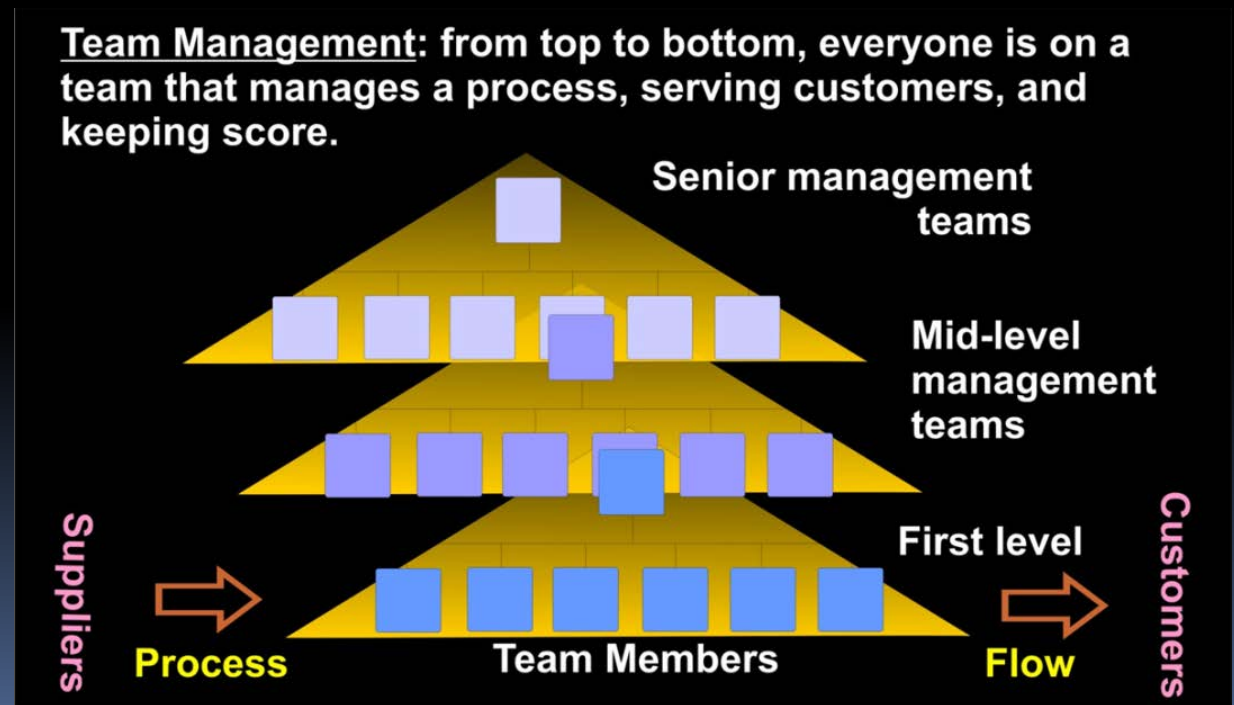 Team Management: from top to bottom, everyone is on a
team that manages a process, serving customers, and
keeping score.
Senior management
teams
Mid-level
management
teams
First level
Suppliers
Process
Team Members
Flow
Customers